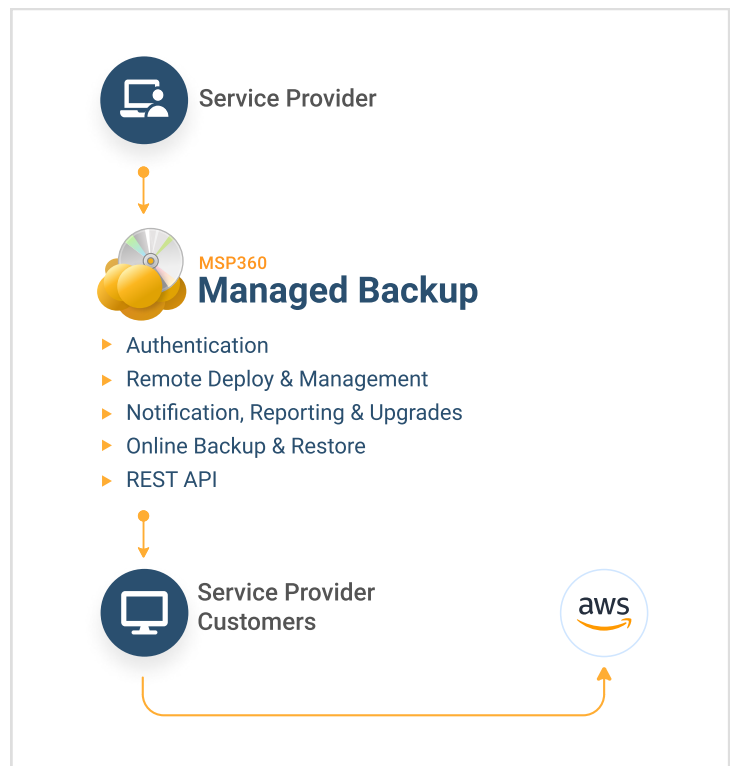 Service Provider
MSP360
Managed Backup
Authentication
Remote Deploy & Management
Notification, Reporting & Upgrades
Online Backup & Restore
REST API
Service Provider
Customers
aws